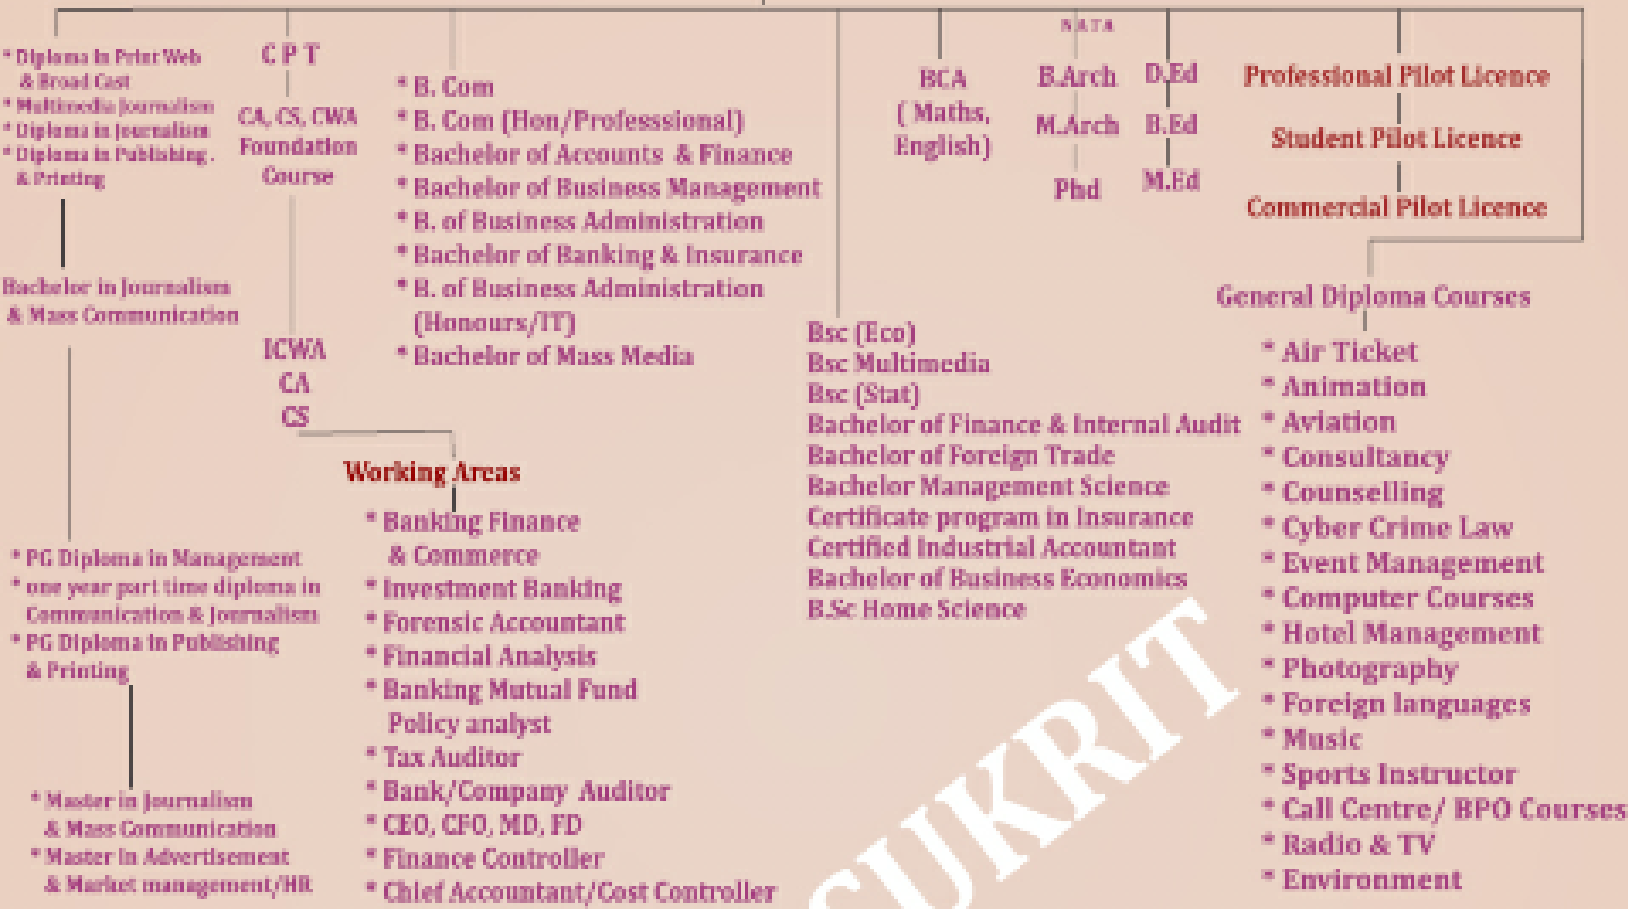 * Diploma in Print Web
& Broad Cast
* Multimedia Journalism
* Diploma in Journalism
* Diploma in Publishing.
& Printing
Bachelor in Journalism
& Mass Communication
* PG Diploma in Management
* one year part time diploma in
Communication & Journalism
* PG Diploma in Publishing
& Printing
* Master in Journalism
& Mass Communication
* Master in Advertisement
& Market management/HR
C P T
CA, CS, CWA
Foundation
Course
ICWA
CA
CS
Working Areas
* Banking Finance
& Commerce
* Investment Banking
* Forensic Accountant
* Financial Analysis
* Banking Mutual Fund
Policy analyst
* Tax Auditor
* Bank/Company Auditor
* CEO, CFO, MD, FD
* Finance Controller
* Chief Accountant/Cost Controller
* B. Com
* B. Com (Hon/Professsional)
* Bachelor of Accounts & Finance
* Bachelor of Business Management
* B. of Business Administration
* Bachelor of Banking & Insurance
* B. of Business Administration
(Honours/IT)
* Bachelor of Mass Media
Bsc (Eco)
Bsc Multimedia
Bsc (Stat)
Bachelor of Finance & Internal Audit
Bachelor of Foreign Trade
Bachelor Management Science
Certificate program in Insurance
Certified Industrial Accountant
Bachelor of Business Economics
B.Sc Home Science
BCA
( Maths,
English)
NATA
B.Arch
M.Arch
Phd
D.Ed
B.Ed
M.Ed
Professional Pilot Licence
Student Pilot Licence
Commercial Pilot Licence
General Diploma Courses
* Air Ticket
* Animation
* Aviation
* Consultancy
* Counselling
* Cyber Crime Law
* Event Management
* Computer Courses
* Hotel Management
* Photography
* Foreign languages
* Music
* Sports Instructor
* Call Centre/ BPO Courses
* Radio & TV
* Environment
SUKRIT